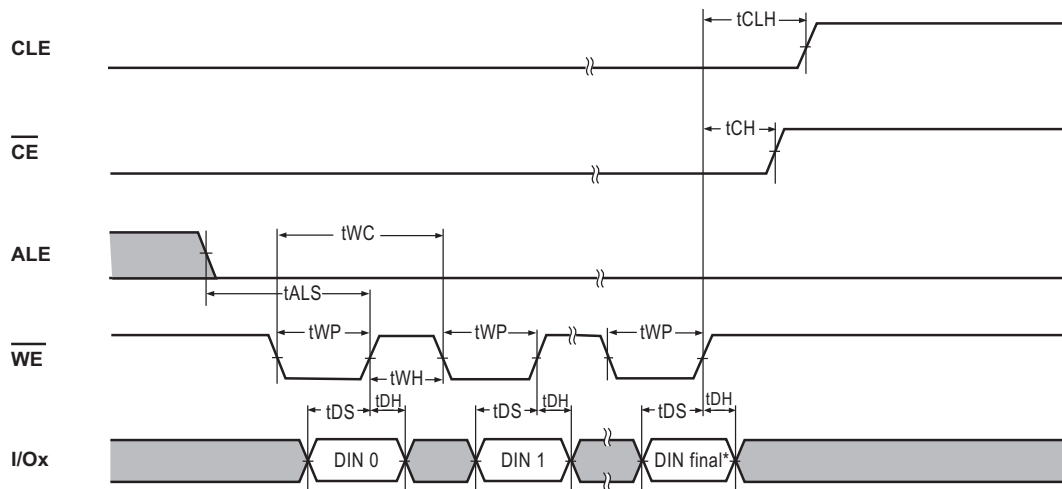 CLE
tCLH
CE
tCH
ALE
tWC
tALS
WE
tWP
tWP
tWP
tWH
tDS
tDH
tDS
tDH
tDS
tDH
I/Ox
DIN 0
DIN 1
DIN final*